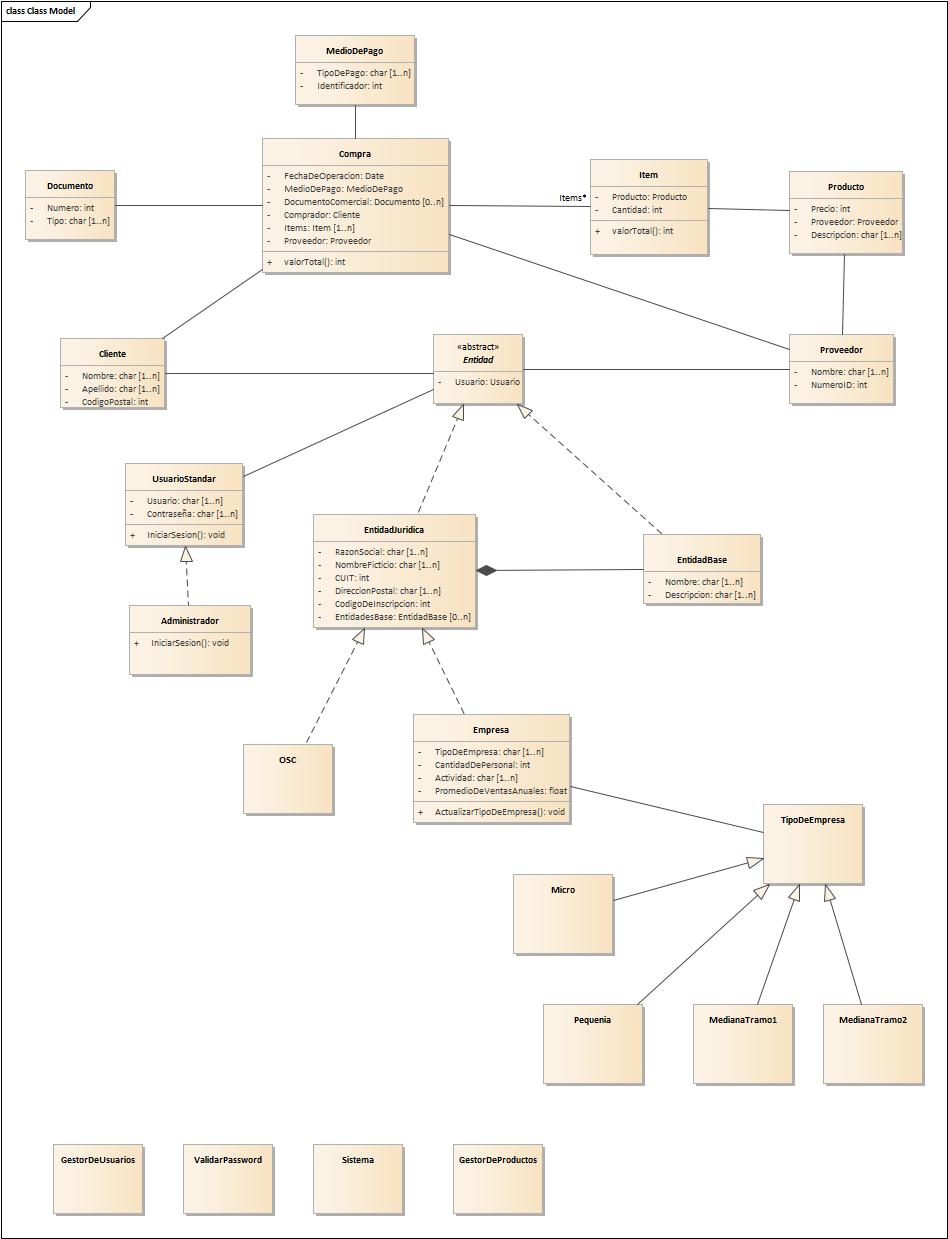 class Class Model
MedioDePago
- TipoDePago: char [1..n]
- Identificador: int
Compra
- FechaDeOperacion: Date
- MedioDePago: MedioDePago
- DocumentoComercial: Documento [0..n]
- Comprador: Cliente
- Items: Item [1..n]
- Proveedor: Proveedor
+ valorTotal(): int
Documento
- Numero: int
- Tipo: char [1..n]
Items*
Item
- Producto: Producto
- Cantidad: int
+ valorTotal(): int
Producto
- Precio: int
- Proveedor: Proveedor
- Descripcion: char [1..n]
Cliente
- Nombre: char [1..n]
- Apellido: char [1..n]
- CodigoPostal: int
«abstract»
Entidad
- Usuario: Usuario
Proveedor
- Nombre: char [1..n]
- NumeroID: int
UsuarioStandar
- Usuario: char [1..n]
- Contraseña: char [1..n]
+ IniciarSesion(): void
EntidadJuridica
- RazonSocial: char [1..n]
- NombreFicticio: char [1..n]
- CUIT: int
- DireccionPostal: char [1..n]
- CodigoDeInscripcion: int
- EntidadesBase: EntidadBase [0..n]
EntidadBase
- Nombre: char [1..n]
- Descripcion: char [1..n]
Administrador
+ IniciarSesion(): void
OSC
Empresa
- TipoDeEmpresa: char [1..n]
- CantidadDePersonal: int
- Actividad: char [1..n]
- PromedioDeVentasAnuales: float
+ ActualizarTipoDeEmpresa(): void
TipoDeEmpresa
Micro
Pequenia
MedianaTramo1
MedianaTramo2
GestorDeUsuarios
ValidarPassword
Sistema
GestorDeProductos